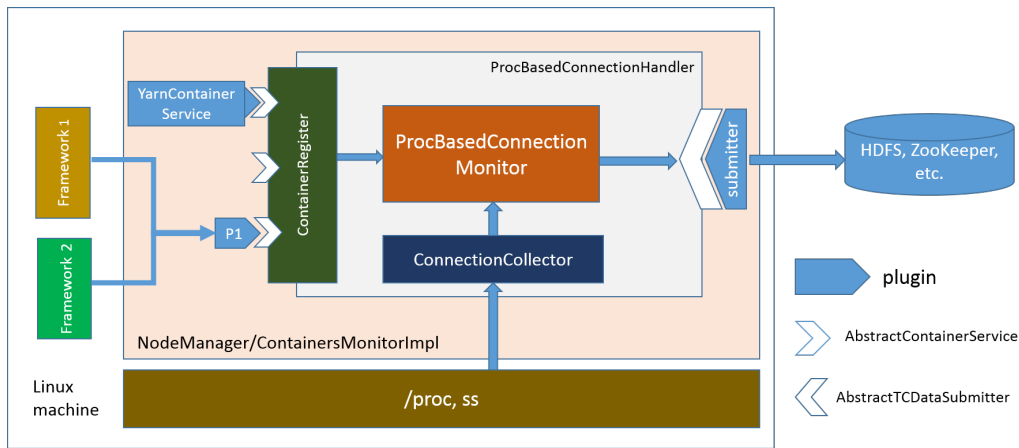 ProcBasedConnectionHandler
YarnContainer
Service
Framework 1
ContainerRegister
ProcBasedConnection
Monitor
submitter
HDFS, ZooKeeper,
etc.
P1
Framework 2
ConnectionCollector
plugin
NodeManager/ContainersMonitorImpl
AbstractContainerService
Linux
machine
/proc, ss
AbstractTCDataSubmitter